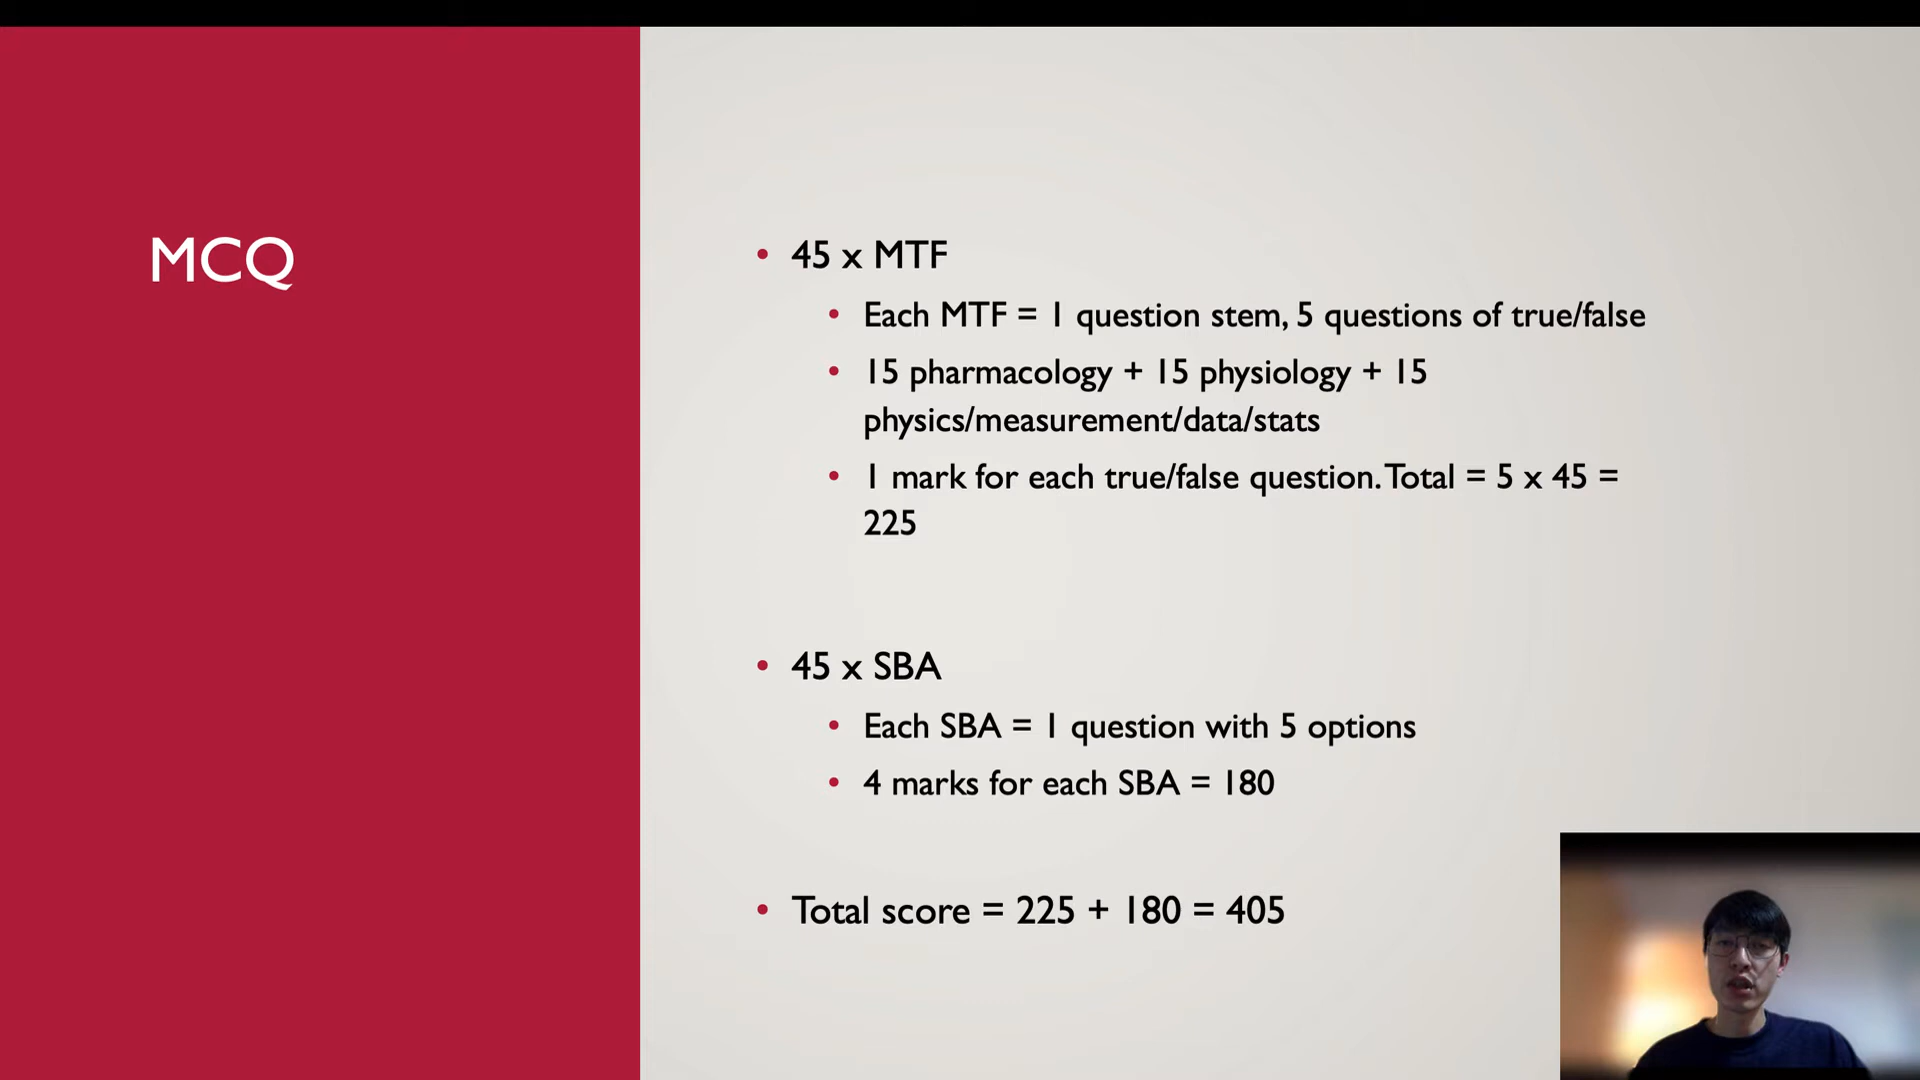 MCQ
• 45 x MTF
• Each MTF = 1 question stem, 5 questions of true/false
• 15 pharmacology + 15 physiology + 15
physics/measurement/data/stats
• 1 mark for each true/false question. Total = 5 x 45 =
225
• 45 x SBA
• Each SBA = 1 question with 5 options
• 4 marks for each SBA = 180
• Total score = 225 + 180 = 405